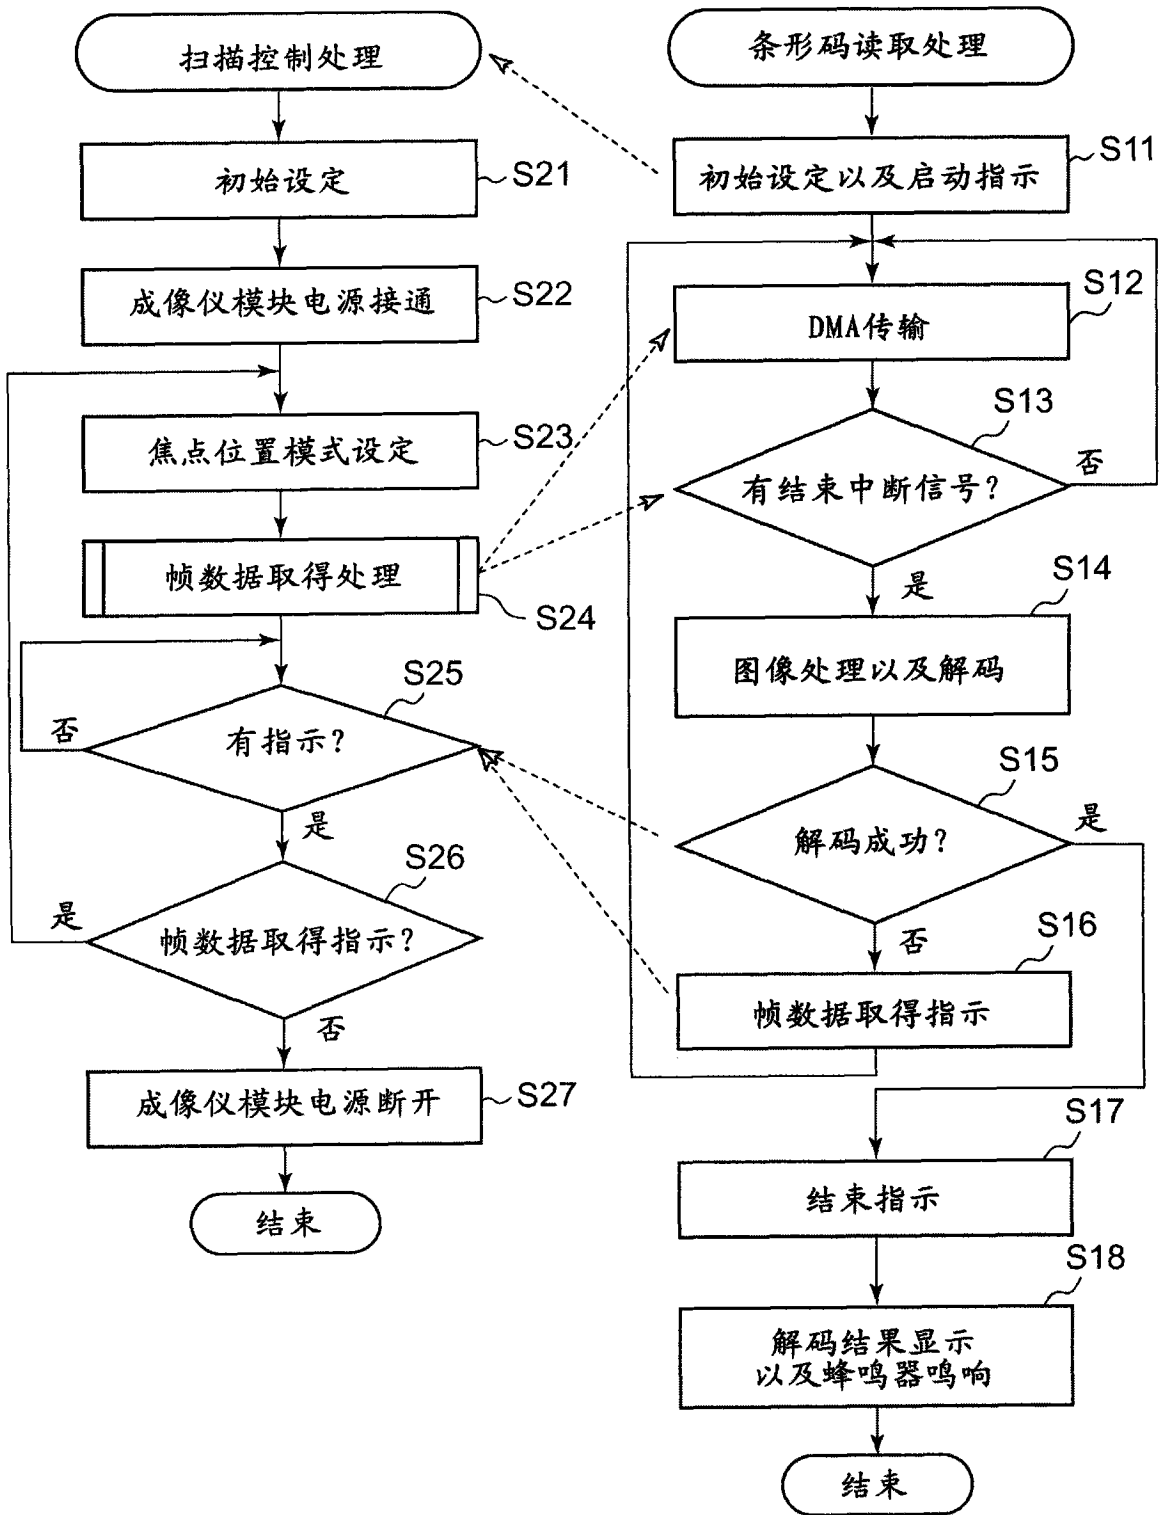 扫描控制处理
初始设定
S21
成像仪模块电源接通
S22
焦点位置模式设定
S23
帧数据取得处理
S24
S25
有指示?
否
是
S26
帧数据取得指示?
是
否
成像仪模块电源断开
S27
结束
条形码读取处理
初始设定以及启动指示
S11
S12
DMA传输
S13
有结束中断信号?
否
是
S14
图像处理以及解码
S15
解码成功?
是
否
S16
帧数据取得指示
S17
结束指示
S18
解码结果显示
以及蜂鸣器鸣响
结束